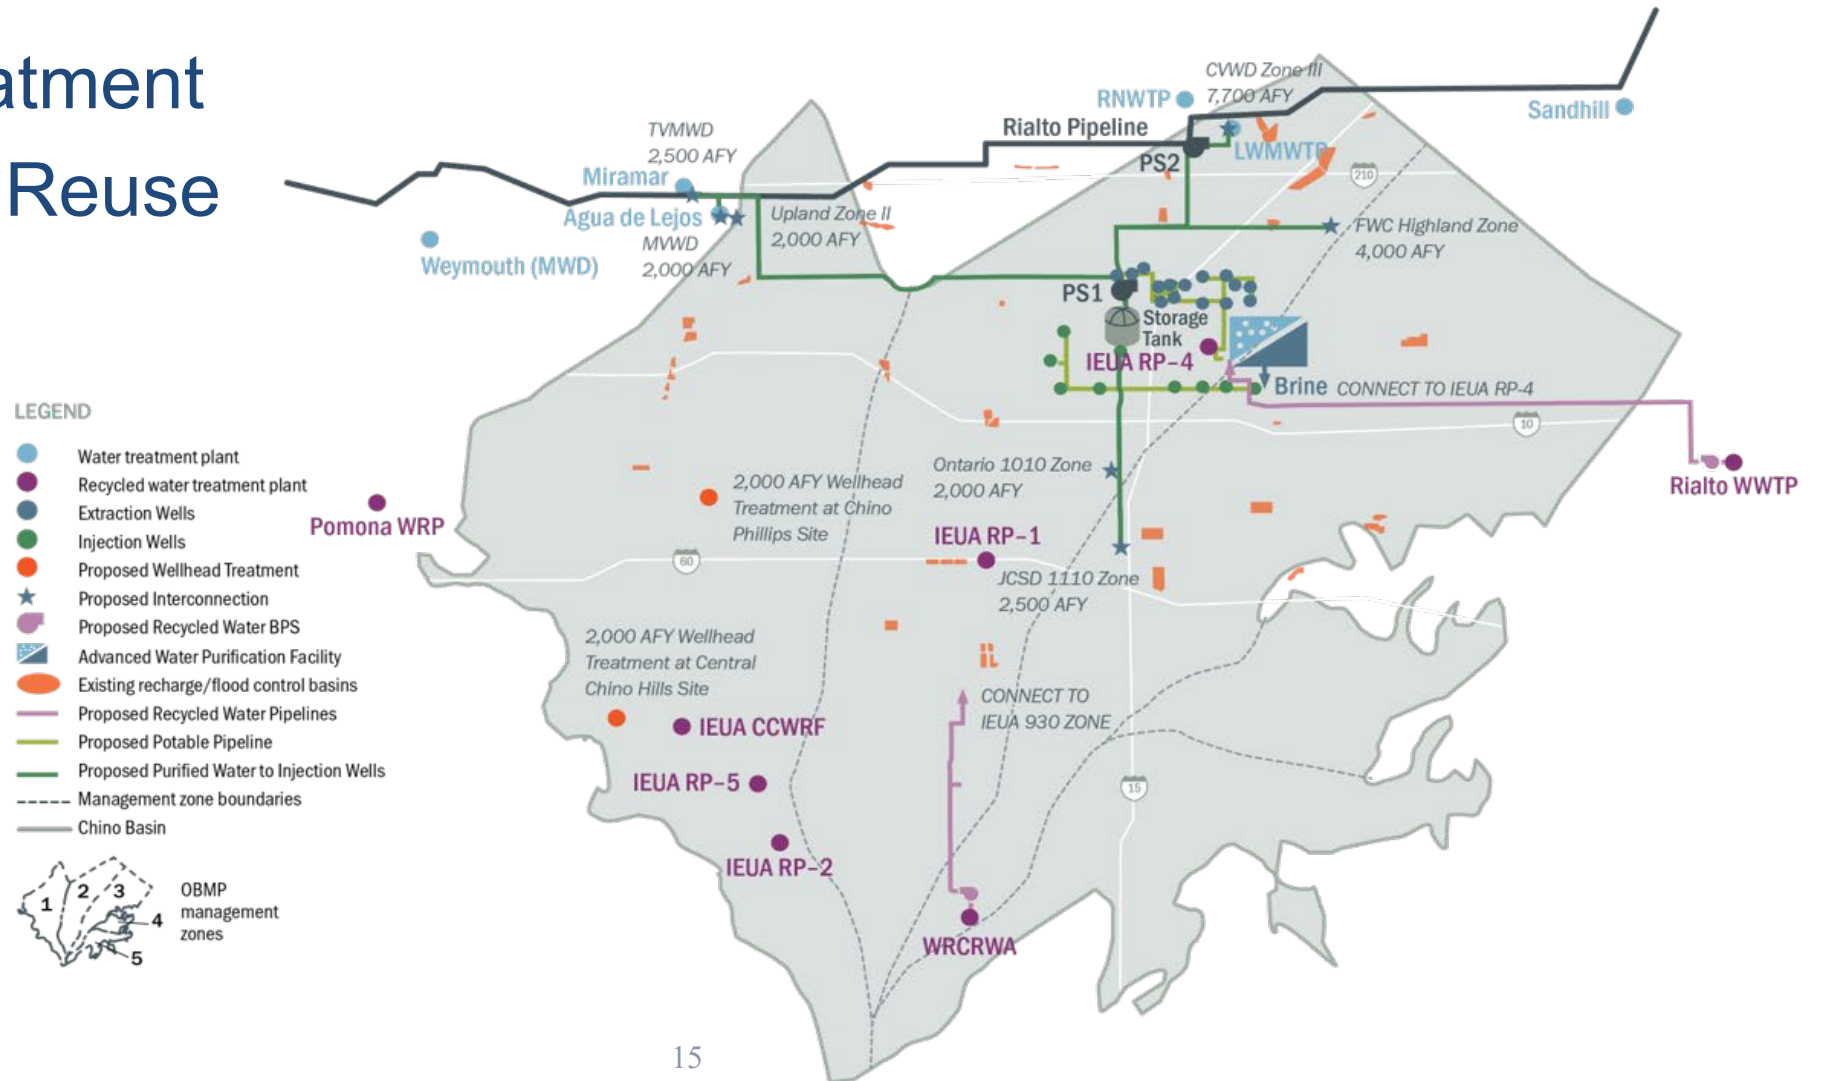 eatment
Reuse
CVWD Zone III
7,700 AFY
RNWTP
Sandhill
TVMWD
2,500 AFY
Rialto Pipeline
LWMWTP
PS2
Miramar
210
Agua de Lejos
Upland Zone II
2,000 AFY
MVWD
2,000 AFY
FWC Highland Zone
4,000 AFY
Weymouth (MWD)
PS1
Storage
Tank
IEUA RP-4
Brine
CONNECT TO IEUA RP-4
10
LEGEND
Water treatment plant
Recycled water treatment plant
Extraction Wells
Injection Wells
Proposed Wellhead Treatment
Proposed Interconnection
Proposed Recycled Water BPS
Advanced Water Purification Facility
Existing recharge/flood control basins
Proposed Recycled Water Pipelines
Proposed Potable Pipeline
Proposed Purified Water to Injection Wells
Management zone boundaries
Chino Basin
1
2
3
4
5
OBMP
management
zones
Pomona WRP
2,000 AFY Wellhead
Treatment at Chino
Phillips Site
Ontario 1010 Zone
2,000 AFY
Rialto WWTP
IEUA RP-1
60
JCSD 1110 Zone
2,500 AFY
2,000 AFY Wellhead
Treatment at Central
Chino Hills Site
CONNECT TO
IEUA 930 ZONE
IEUA CCWRF
IEUA RP-5
15
IEUA RP-2
WRCRWA
15